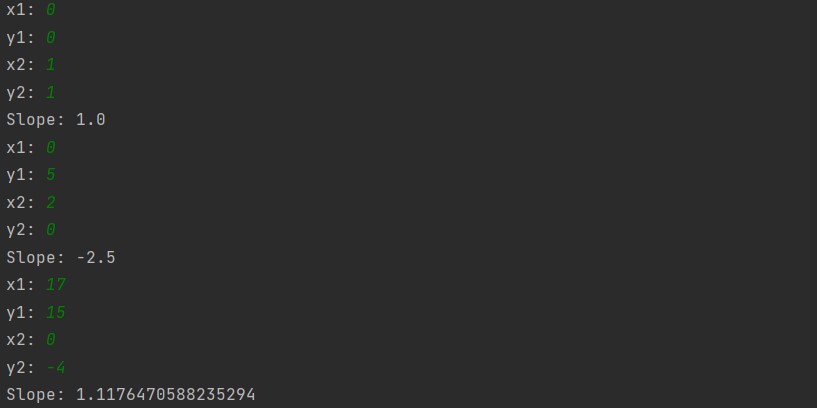 x1: 0
y1: 0
x2: 1
y2: 1
Slope: 1.0
x1: 0
y1: 5
x2: 2
y2: 0
Slope: -2.5
x1: 17
y1: 15
x2: 0
y2: -4
Slope: 1.1176470588235294